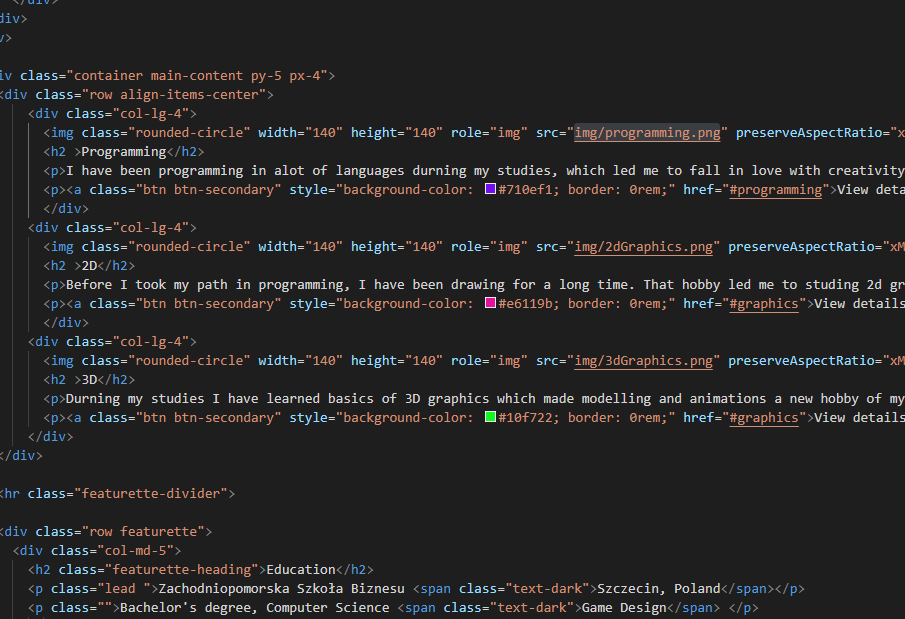 </div>
div>
v>
iv class="container main-content py-5 px-4">
<div class="row align-items-center">
<div class="col-lg-4">
<img class="rounded-circle" width="140" height="140" role="img" src="img/programming.png" preserveAspectRatio="x
<h2 >Programming</h2>
<p>I have been programming in alot of languages durning my studies, which led me to fall in love with creativity
<p><a class="btn btn-secondary" style="background-color: #710ef1; border: 0rem;" href="#programming">View deta
</div>
<div class="col-lg-4">
<img class="rounded-circle" width="140" height="140" role="img" src="img/2dGraphics.png" preserveAspectRatio="xM
<h2 >2D</h2>
<p>Before I took my path in programming, I have been drawing for a long time. That hobby led me to studing 2d gr
<p><a class="btn btn-secondary" style="background-color: #e6119b; border: 0rem;" href="#graphics">View details
</div>
<div class="col-lg-4">
<img class="rounded-circle" width="140" height="140" role="img" src="img/3dGraphics.png" preserveAspectRatio="xM
<h2 >3D</h2>
<p>Durning my studies I have learned basics of 3D graphics which made modelling and animations a new hobby of my
<p><a class="btn btn-secondary" style="background-color: #10f722; border: 0rem;" href="#graphics">View details
</div>
</div>
<hr class="featurette-divider">
<div class="row featurette">
<div class="col-md-5">
<h2 class="featurette-heading">Education</h2>
<p class="lead ">Zachodniopomorska Szkoła Biznesu <span class="text-dark">Szczecin, Poland</span></p>
<p class="">Bachelor's degree, Computer Science <span class="text-dark">Game Design</span> </p>